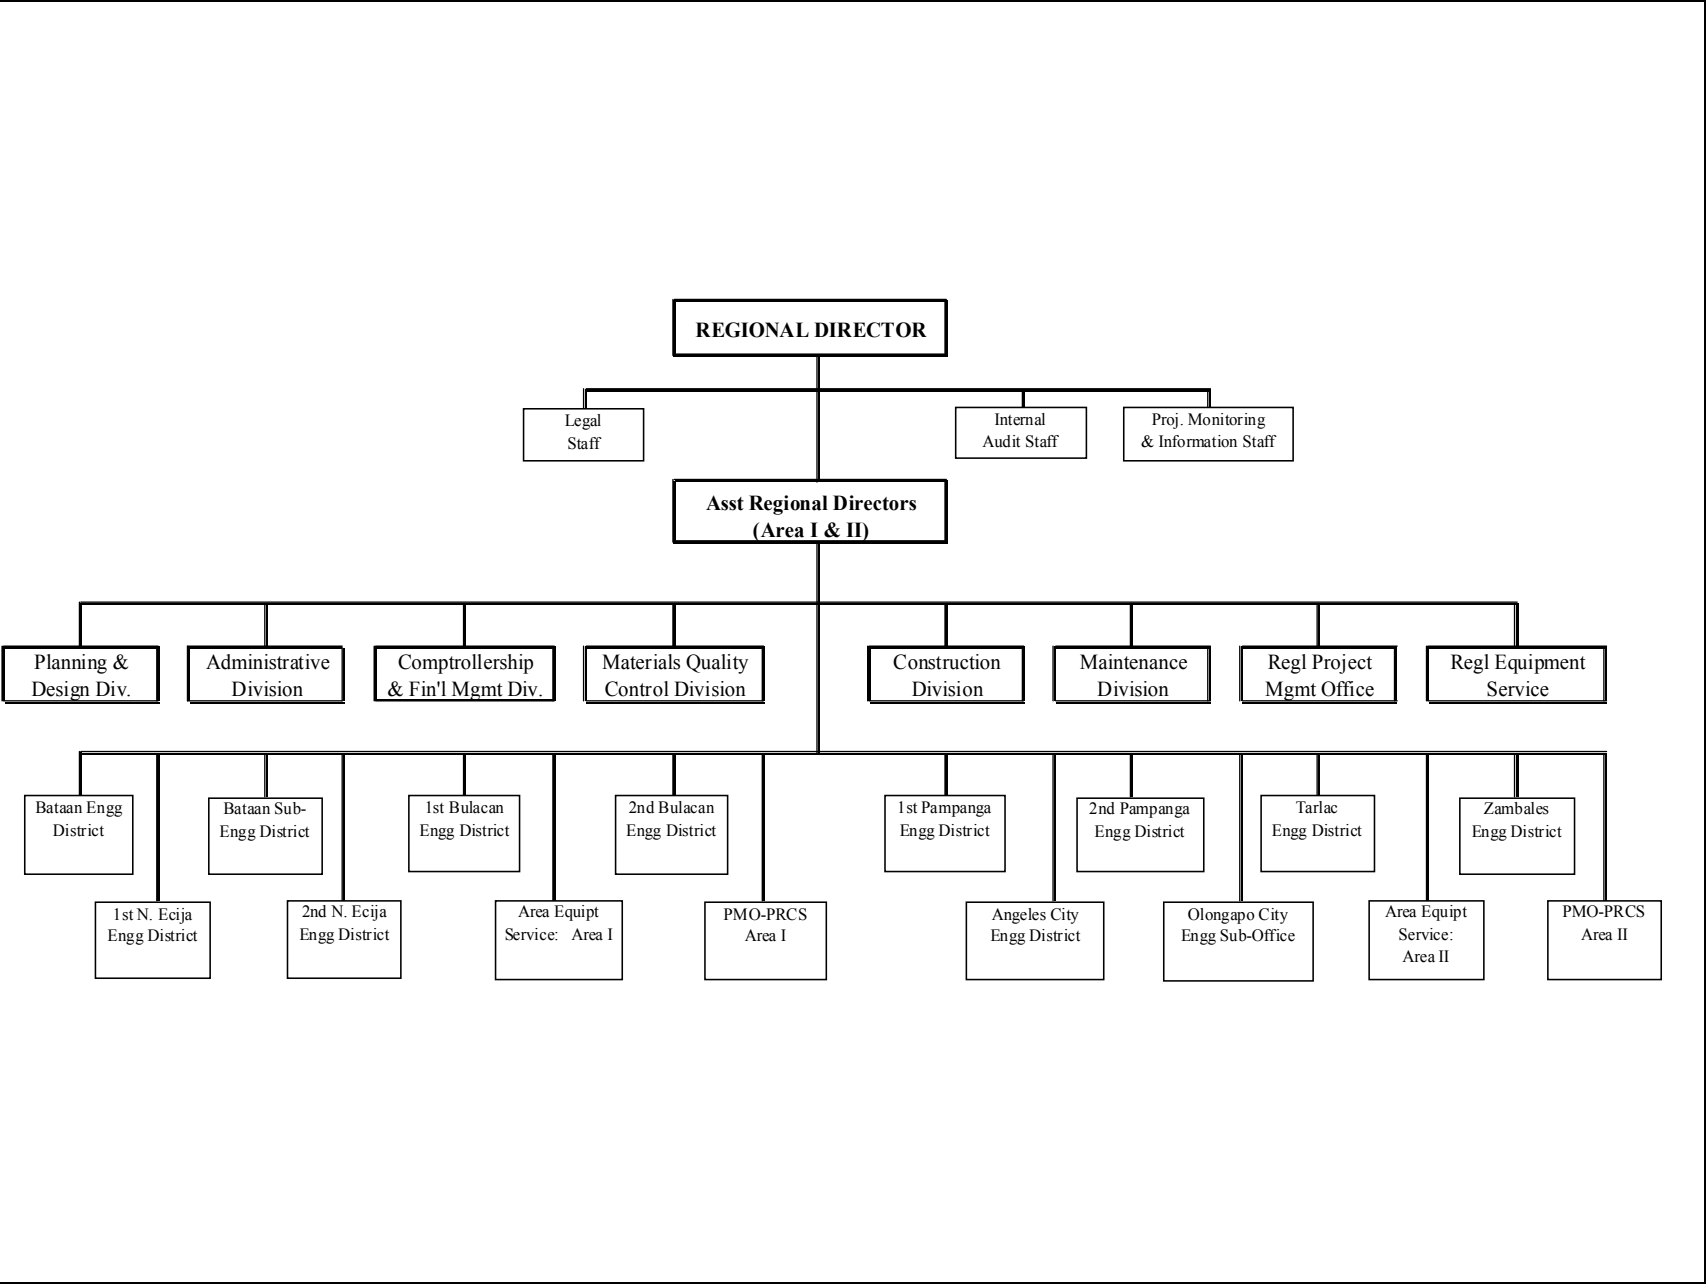 REGIONAL DIRECTOR
Legal
Staff
Internal
Audit Staff
Proj. Monitoring
& Information Staff
Asst Regional Directors
(Area I & II)
Planning &
Design Div.
Administrative
Division
Comptrollership
& Fin'l Mgmt Div.
Materials Quality
Control Division
Construction
Division
Maintenance
Division
Regl Project
Mgmt Office
Regl Equipment
Service
Bataan Engg
District
Bataan Sub-
Engg District
1st Bulacan
Engg District
2nd Bulacan
Engg District
1st Pampanga
Engg District
2nd Pampanga
Engg District
Tarlac
Engg District
Zambales
Engg District
1st N. Ecija
Engg District
2nd N. Ecija
Engg District
Area Equipt
Service: Area I
PMO-PRCS
Area I
Angeles City
Engg District
Olongapo City
Engg Sub-Office
Area Equipt
Service:
Area II
PMO-PRCS
Area II